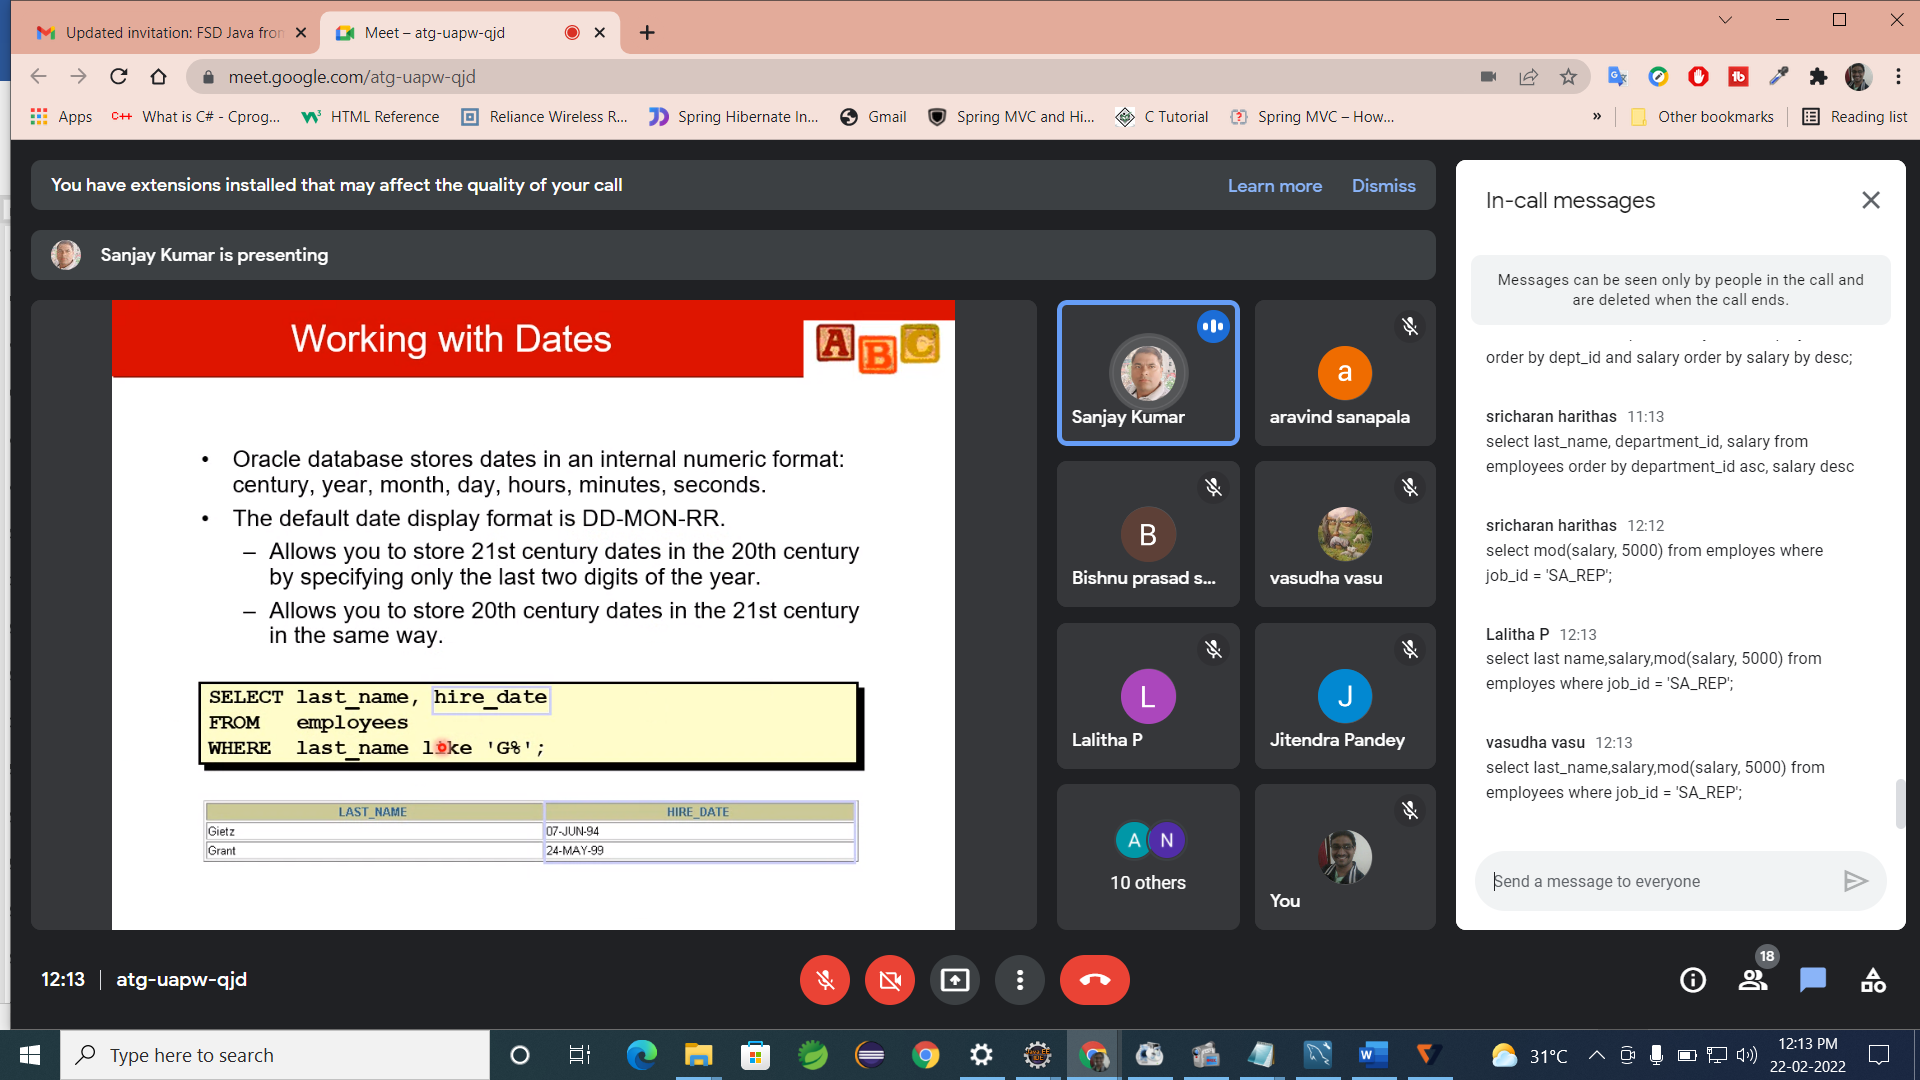 Updated invitation: FSD Java fron
Meet – atg-uapw-qjd
meet.google.com/atg-uapw-qjd
Apps
What is C# - Cprog...
HTML Reference
Reliance Wireless R...
Spring Hibernate In...
Gmail
Spring MVC and Hi...
C Tutorial
Spring MVC – How...
»
Other bookmarks
Reading list
You have extensions installed that may affect the quality of your call
Learn more
Dismiss
Sanjay Kumar is presenting
Working with Dates
A B C
• Oracle database stores dates in an internal numeric format:
century, year, month, day, hours, minutes, seconds.
• The default date display format is DD-MON-RR.
– Allows you to store 21st century dates in the 20th century
by specifying only the last two digits of the year.
– Allows you to store 20th century dates in the 21st century
in the same way.
SELECT last_name, hire_date
FROM employees
WHERE last_name like 'G%';
LAST_NAME HIRE_DATE
Gietz 07-JUN-94
Grant 24-MAY-99
Sanjay Kumar
a
aravind sanapala
B
Bishnu prasad s...
vasudha vasu
L
Lalitha P
J
Jitendra Pandey
A N
10 others
You
In-call messages
Messages can be seen only by people in the call and
are deleted when the call ends.
order by dept_id and salary order by salary by desc;
sricharan harithas 11:13
select last_name, department_id, salary from
employees order by department_id asc, salary desc
sricharan harithas 12:12
select mod(salary, 5000) from employes where
job_id = 'SA_REP';
Lalitha P 12:13
select last name,salary,mod(salary, 5000) from
employes where job_id = 'SA_REP';
vasudha vasu 12:13
select last_name,salary,mod(salary, 5000) from
employees where job_id = 'SA_REP';
Send a message to everyone
12:13 | atg-uapw-qjd
18
Type here to search
31°C
12:13 PM
22-02-2022